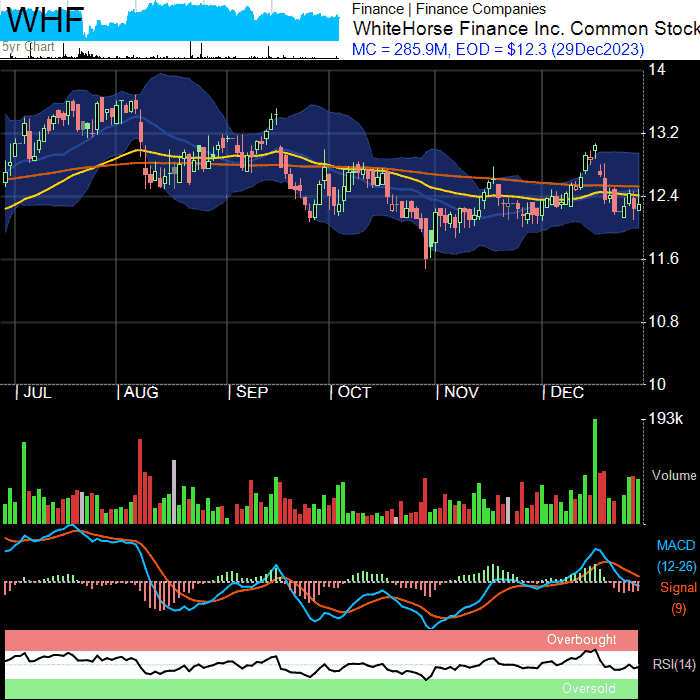 WHF
5yr Chart
Finance | Finance Companies
WhiteHorse Finance Inc. Common Stock
MC = 285.9M, EOD = $12.3 (29Dec2023)
14
13.2
12.4
11.6
10.8
10
| JUL | AUG | SEP | OCT | NOV | DEC
193k
Volume
MACD
(12-26)
Signal
(9)
Overbought
RSI(14)
Oversold